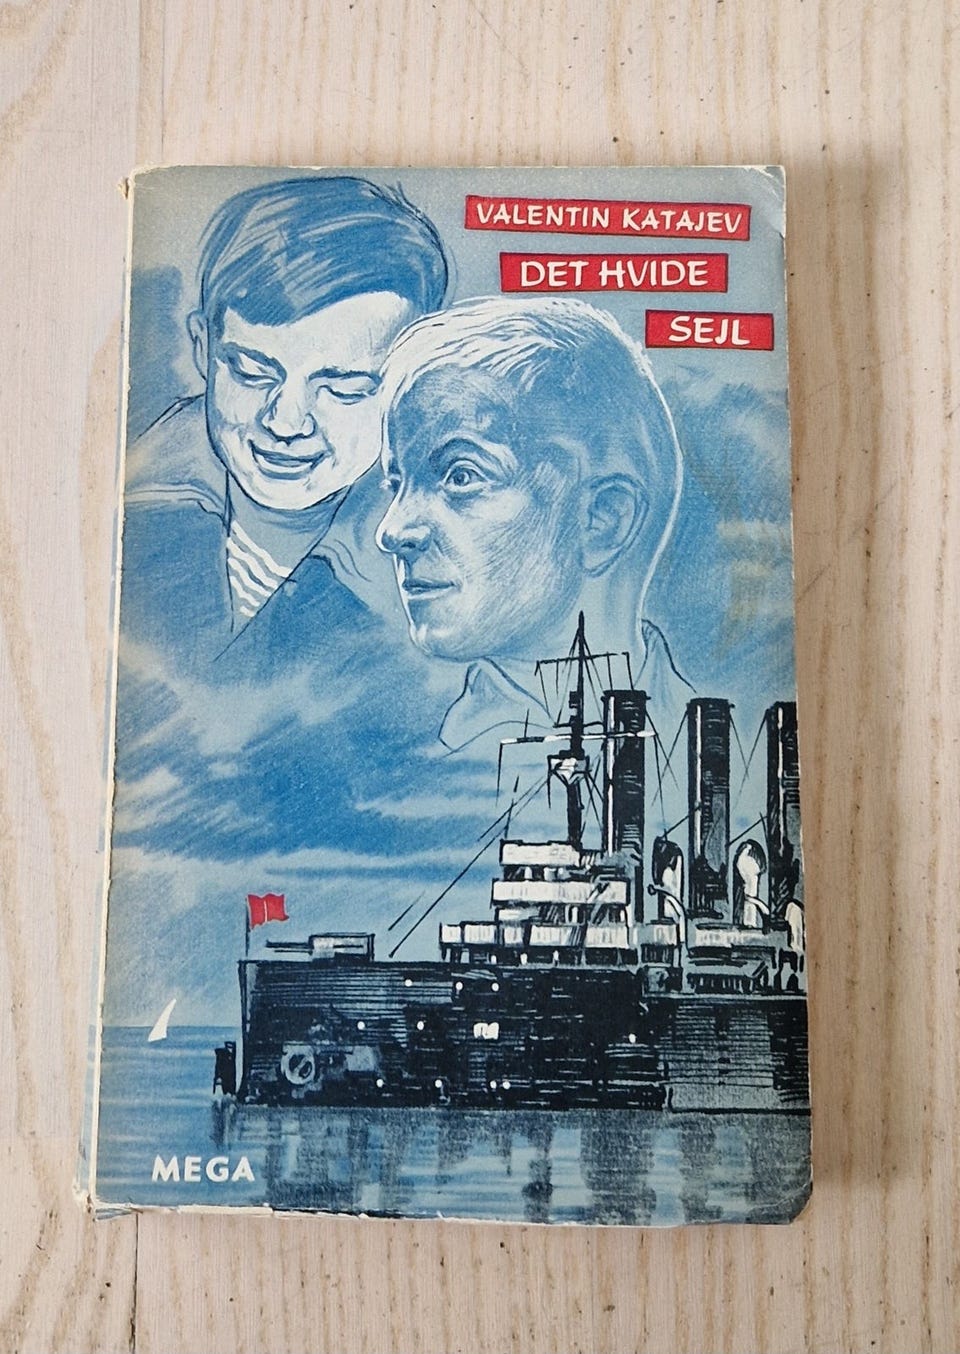 VALENTIN KATAJEV
DET HVIDE
SEJL
MEGA